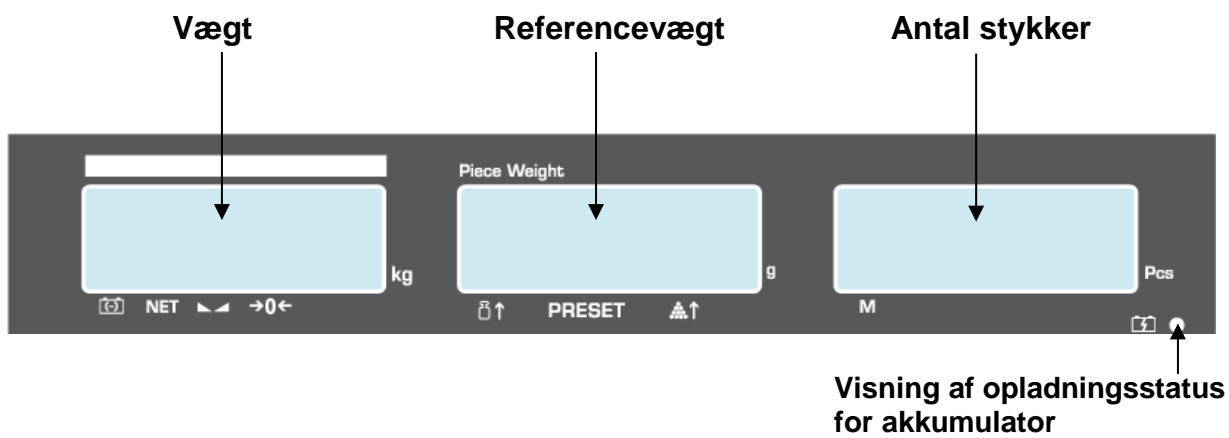 Vægt Referencevægt Antal stykker
Piece Weight
kg g Pcs
NET →0← PRESET M
Visning af opladningsstatus
for akkumulator